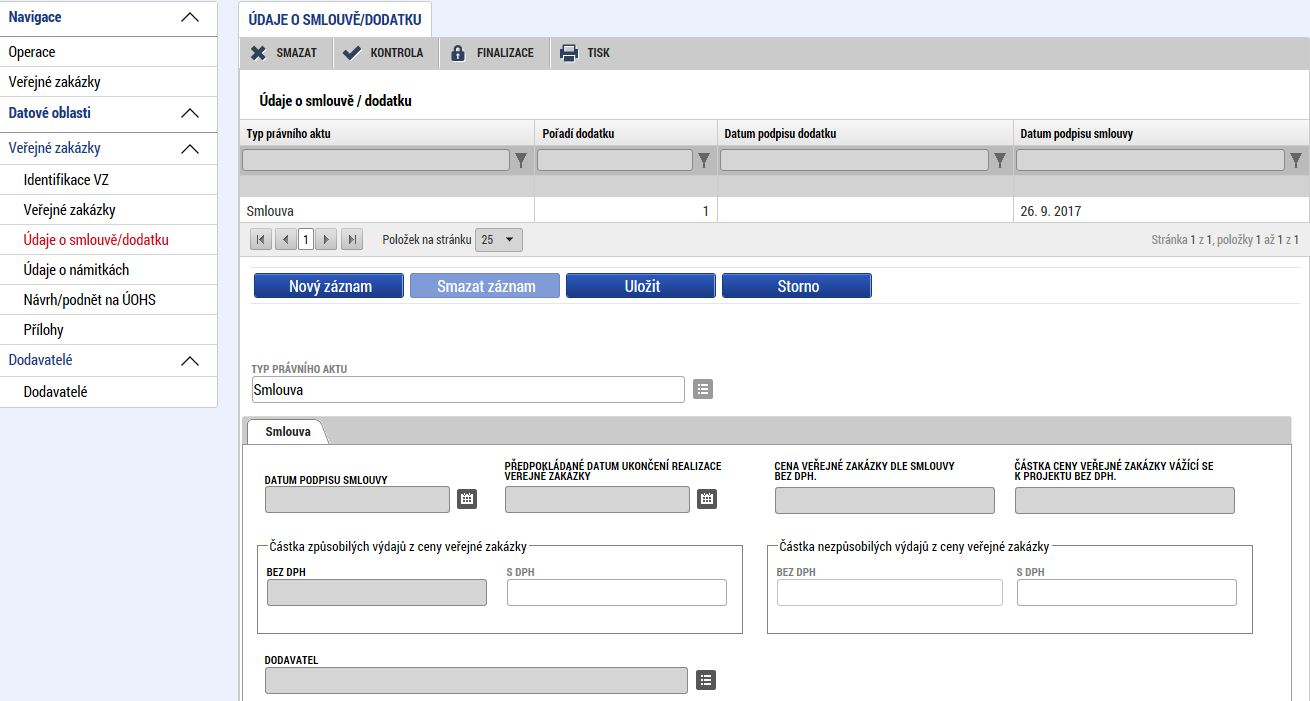 Navigace
Operace
Veřejné zakázky
Datové oblasti
Veřejné zakázky
Identifikace VZ
Veřejné zakázky
Údaje o smlouvě/dodatku
Údaje o námitkách
Návrh/podnět na ÚOHS
Přílohy
Dodavatelé
Dodavatelé
ÚDAJE O SMLOUVĚ/DODATKU
SMAZAT KONTROLA FINALIZACE TISK
Údaje o smlouvě / dodatku
Typ právního aktu Pořadí dodatku Datum podpisu dodatku Datum podpisu smlouvy
Smlouva 1 26. 9. 2017
1 Položek na stránku 25 Stránka 1 z 1, položky 1 až 1 z 1
Nový záznam Smazat záznam Uložit Storno
TYP PRÁVNÍHO AKTU
Smlouva
Smlouva
DATUM PODPISU SMLOUVY
PŘEDPOKLÁDANÉ DATUM UKONČENÍ REALIZACE
VEŘEJNÉ ZAKÁZKY
CENA VEŘEJNÉ ZAKÁZKY DLE SMLOUVY
BEZ DPH.
ČÁSTKA CENY VEŘEJNÉ ZAKÁZKY VÁŽÍCÍ SE
K PROJEKTU BEZ DPH.
Částka způsobilých výdajů z ceny veřejné zakázky
BEZ DPH S DPH
Částka nezpůsobilých výdajů z ceny veřejné zakázky
BEZ DPH S DPH
DODAVATEL